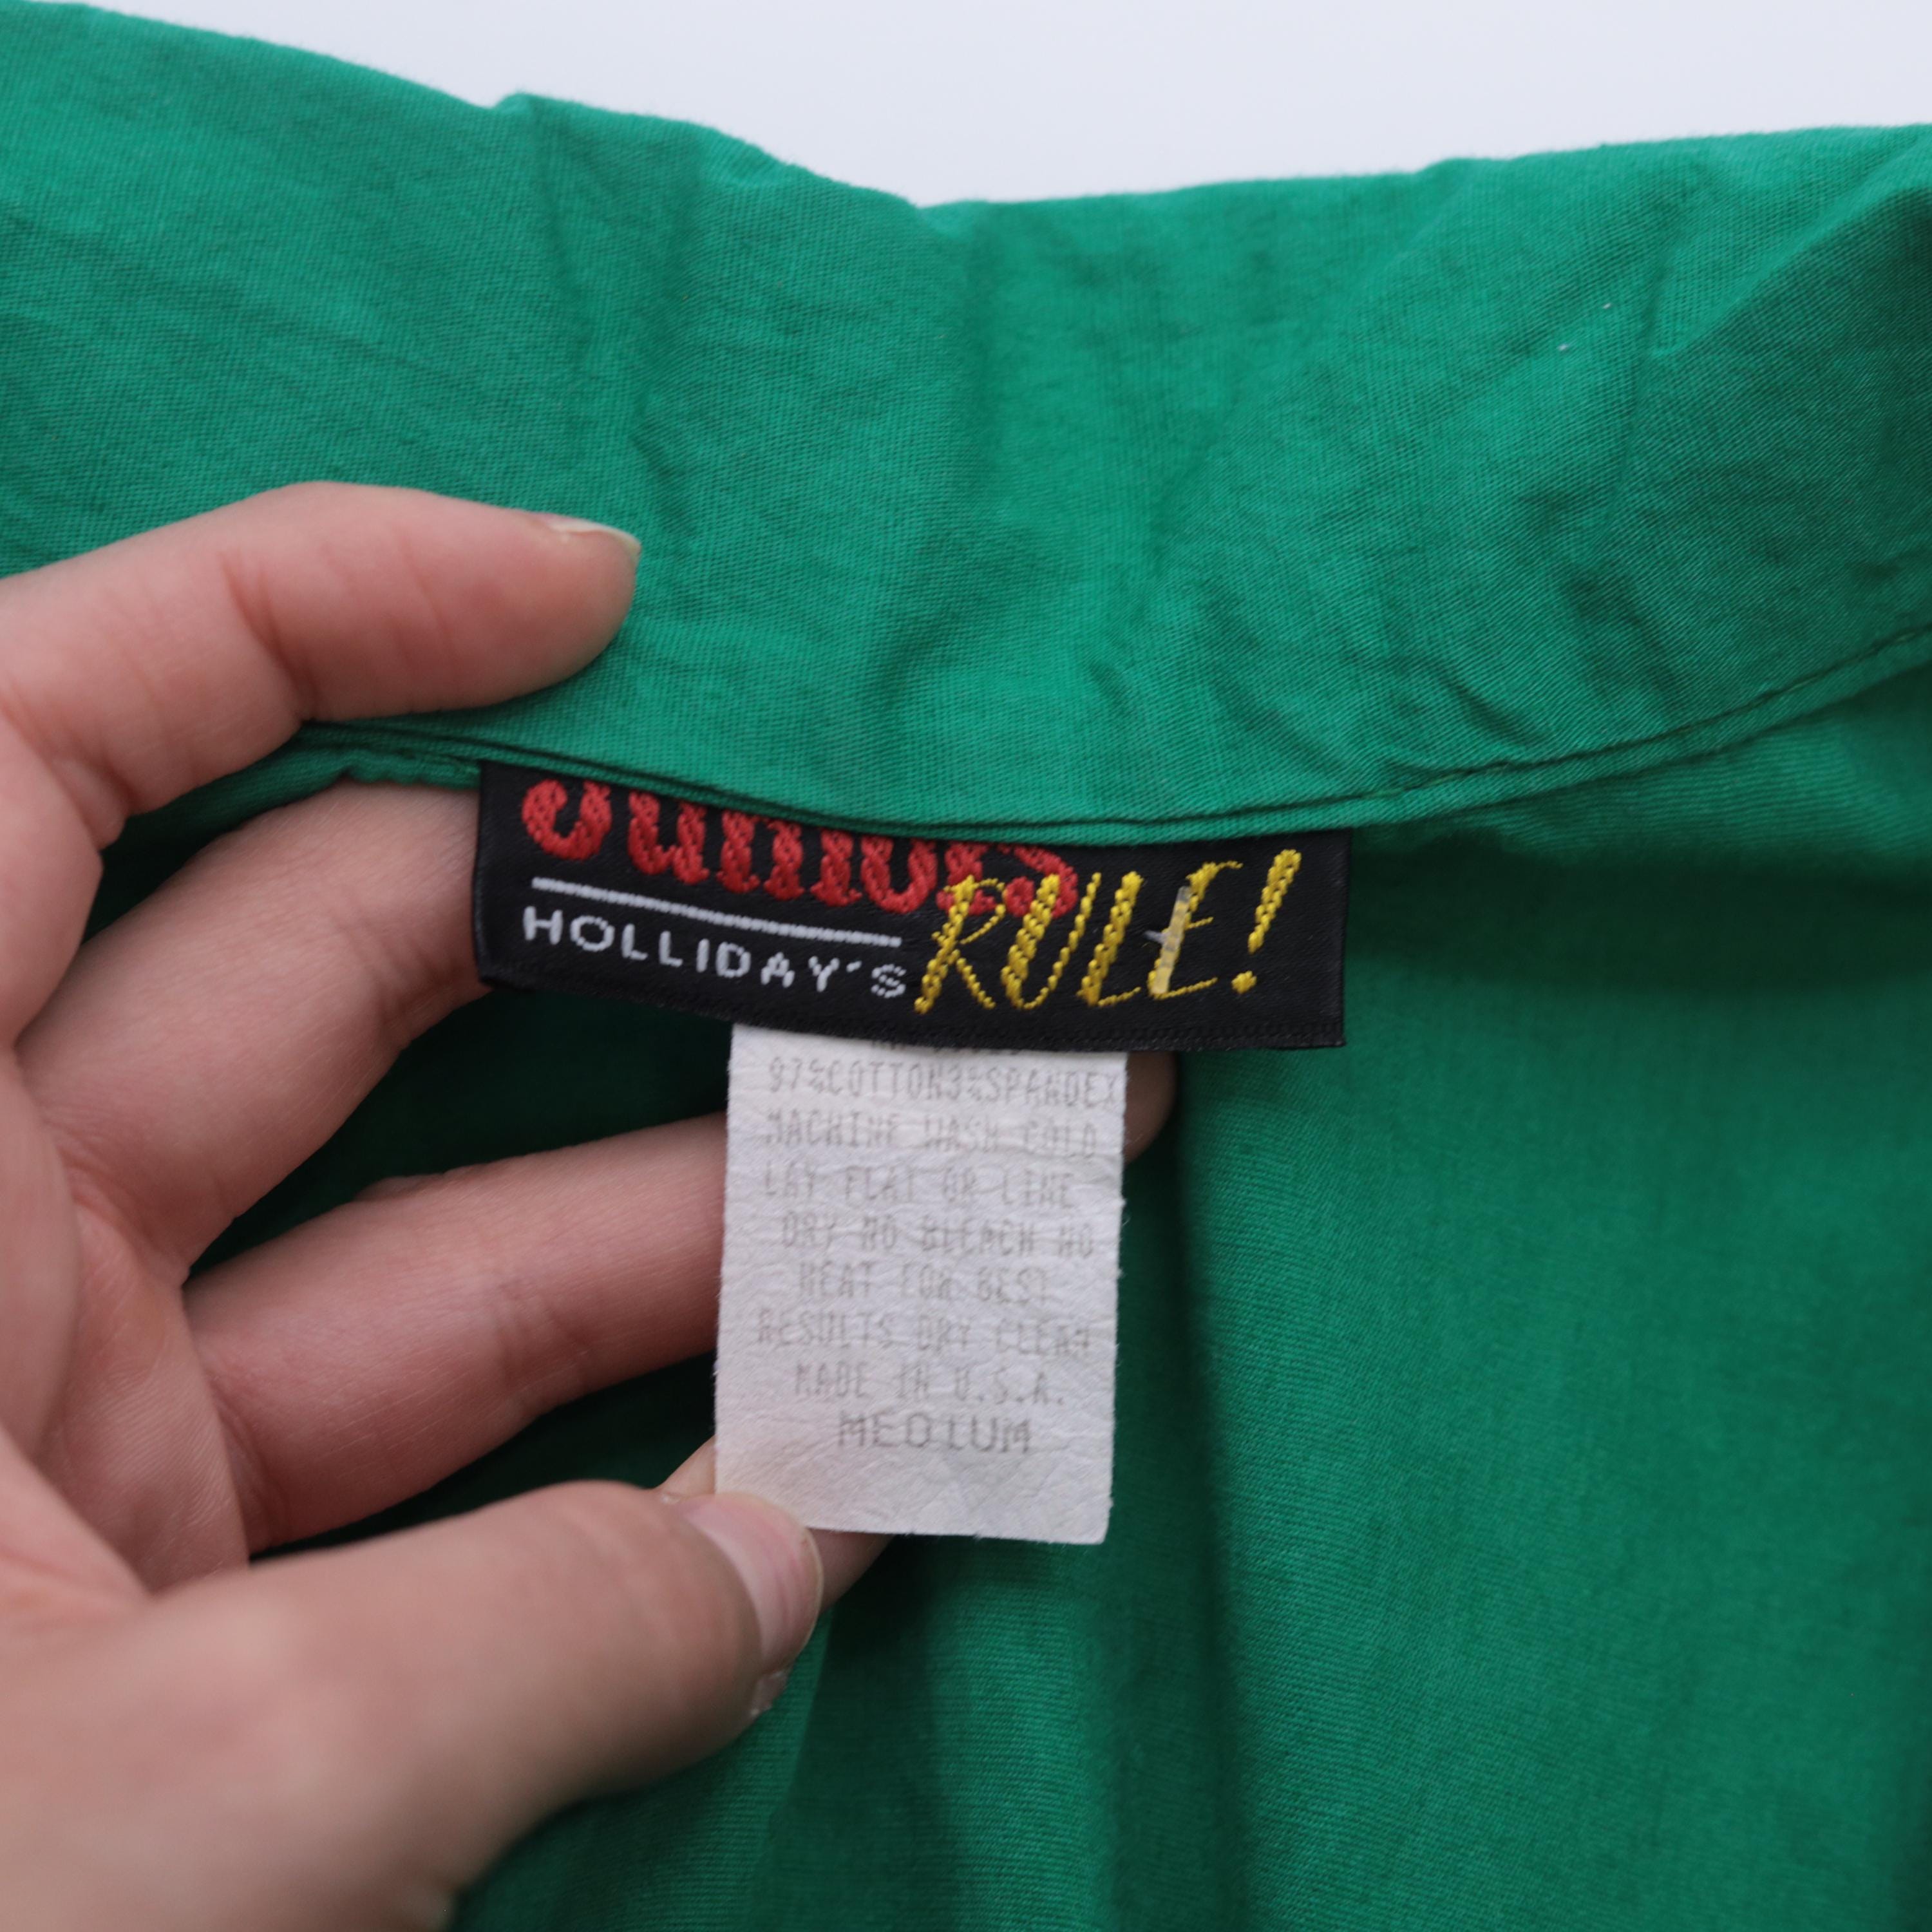 Juniors
HOLLIDAY'S RULE!
97%COTTON3%SPANDEX
MACHINE WASH COLD
LAY FLAT OR LINE
DRY NO BLEACH NO
HEAT FOR BEST
RESULTS DRY CLEAN
MADE IN U.S.A.
MEDIUM